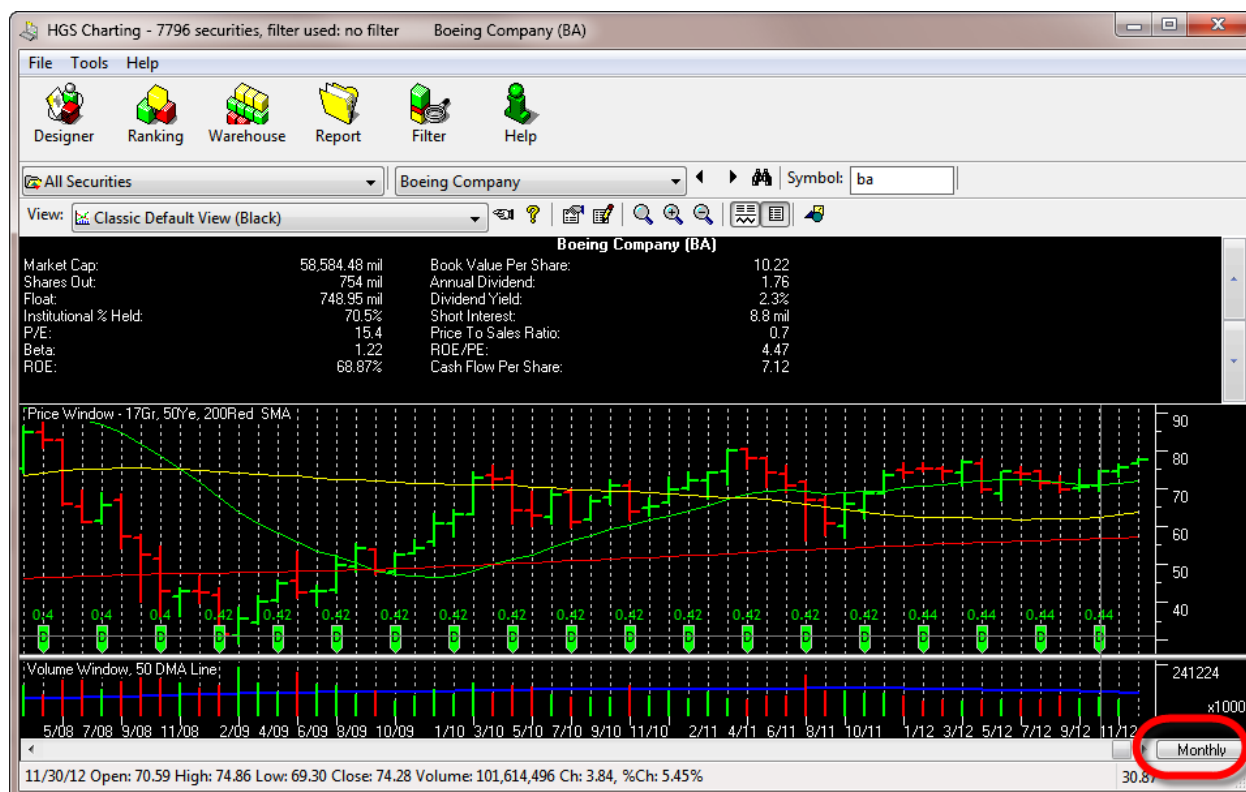 HGS Charting - 7796 securities, filter used: no filter Boeing Company (BA)
File Tools Help
Designer Ranking Warehouse Report Filter Help
All Securities Boeing Company Symbol: ba
View: Classic Default View (Black)
Boeing Company (BA)
Market Cap: 58,584.48 mil Book Value Per Share: 10.22
Shares Out: 754 mil Annual Dividend: 1.76
Float: 748.95 mil Dividend Yield: 2.3%
Institutional % Held: 70.5% Short Interest: 8.8 mil
P/E: 15.4 Price To Sales Ratio: 0.7
Beta: 1.22 ROE/PE: 4.47
ROE: 68.87% Cash Flow Per Share: 7.12
Price Window - 17Gr, 50Ye, 200Red SMA
90
80
70
60
50
40
0.4 0.4 0.4 0.42 0.42 0.42 0.42 0.42 0.42 0.42 0.42 0.42 0.42 0.42 0.42 0.44 0.44 0.44 0.44
D D D D D D D D D D D D D D D D D D D
Volume Window, 50 DMA Line
241224
x1000
5/08 7/08 9/08 11/08 2/09 4/09 6/09 8/09 10/09 1/10 3/10 5/10 7/10 9/10 11/10 2/11 4/11 6/11 8/11 10/11 1/12 3/12 5/12 7/12 9/12 11/12
Monthly
11/30/12 Open: 70.59 High: 74.86 Low: 69.30 Close: 74.28 Volume: 101,614,496 Ch: 3.84, %Ch: 5.45% 30.87